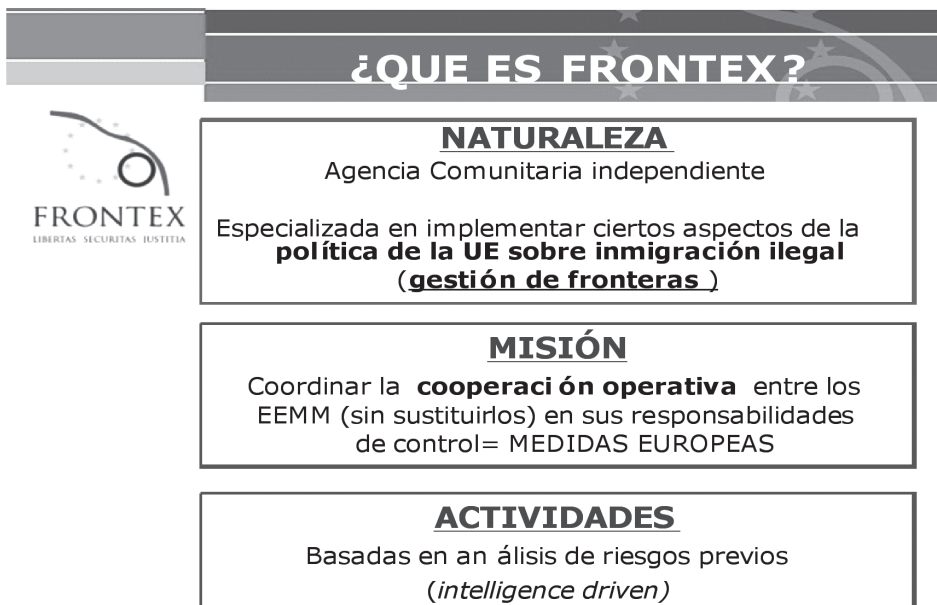 ¿QUE ES FRONTEX?
FRONTEX
LIBERTAS SECURITAS JUSTITIA
NATURALEZA
Agencia Comunitaria independiente
Especializada en implementar ciertos aspectos de la
política de la UE sobre inmigración ilegal
(gestión de fronteras )
MISIÓN
Coordinar la cooperaci ón operativa entre los
EEMM (sin sustituirlos) en sus responsabilidades
de control= MEDIDAS EUROPEAS
ACTIVIDADES
Basadas en an álisis de riesgos previos
(intelligence driven)